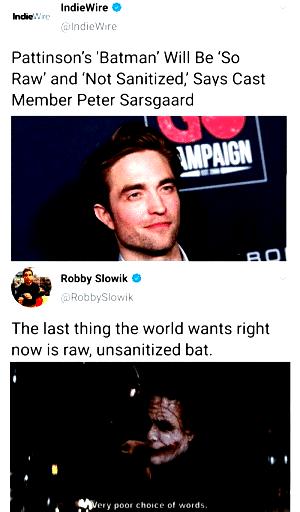 IndieWire
IndieWire
@IndieWire
Pattinson's 'Batman' Will Be 'So
Raw' and 'Not Sanitized,' Says Cast
Member Peter Sarsgaard
GO
AMPAIGN
BO
Robby Slowik
@RobbySlowik
The last thing the world wants right
now is raw, unsanitized bat.
Very poor choice of words.